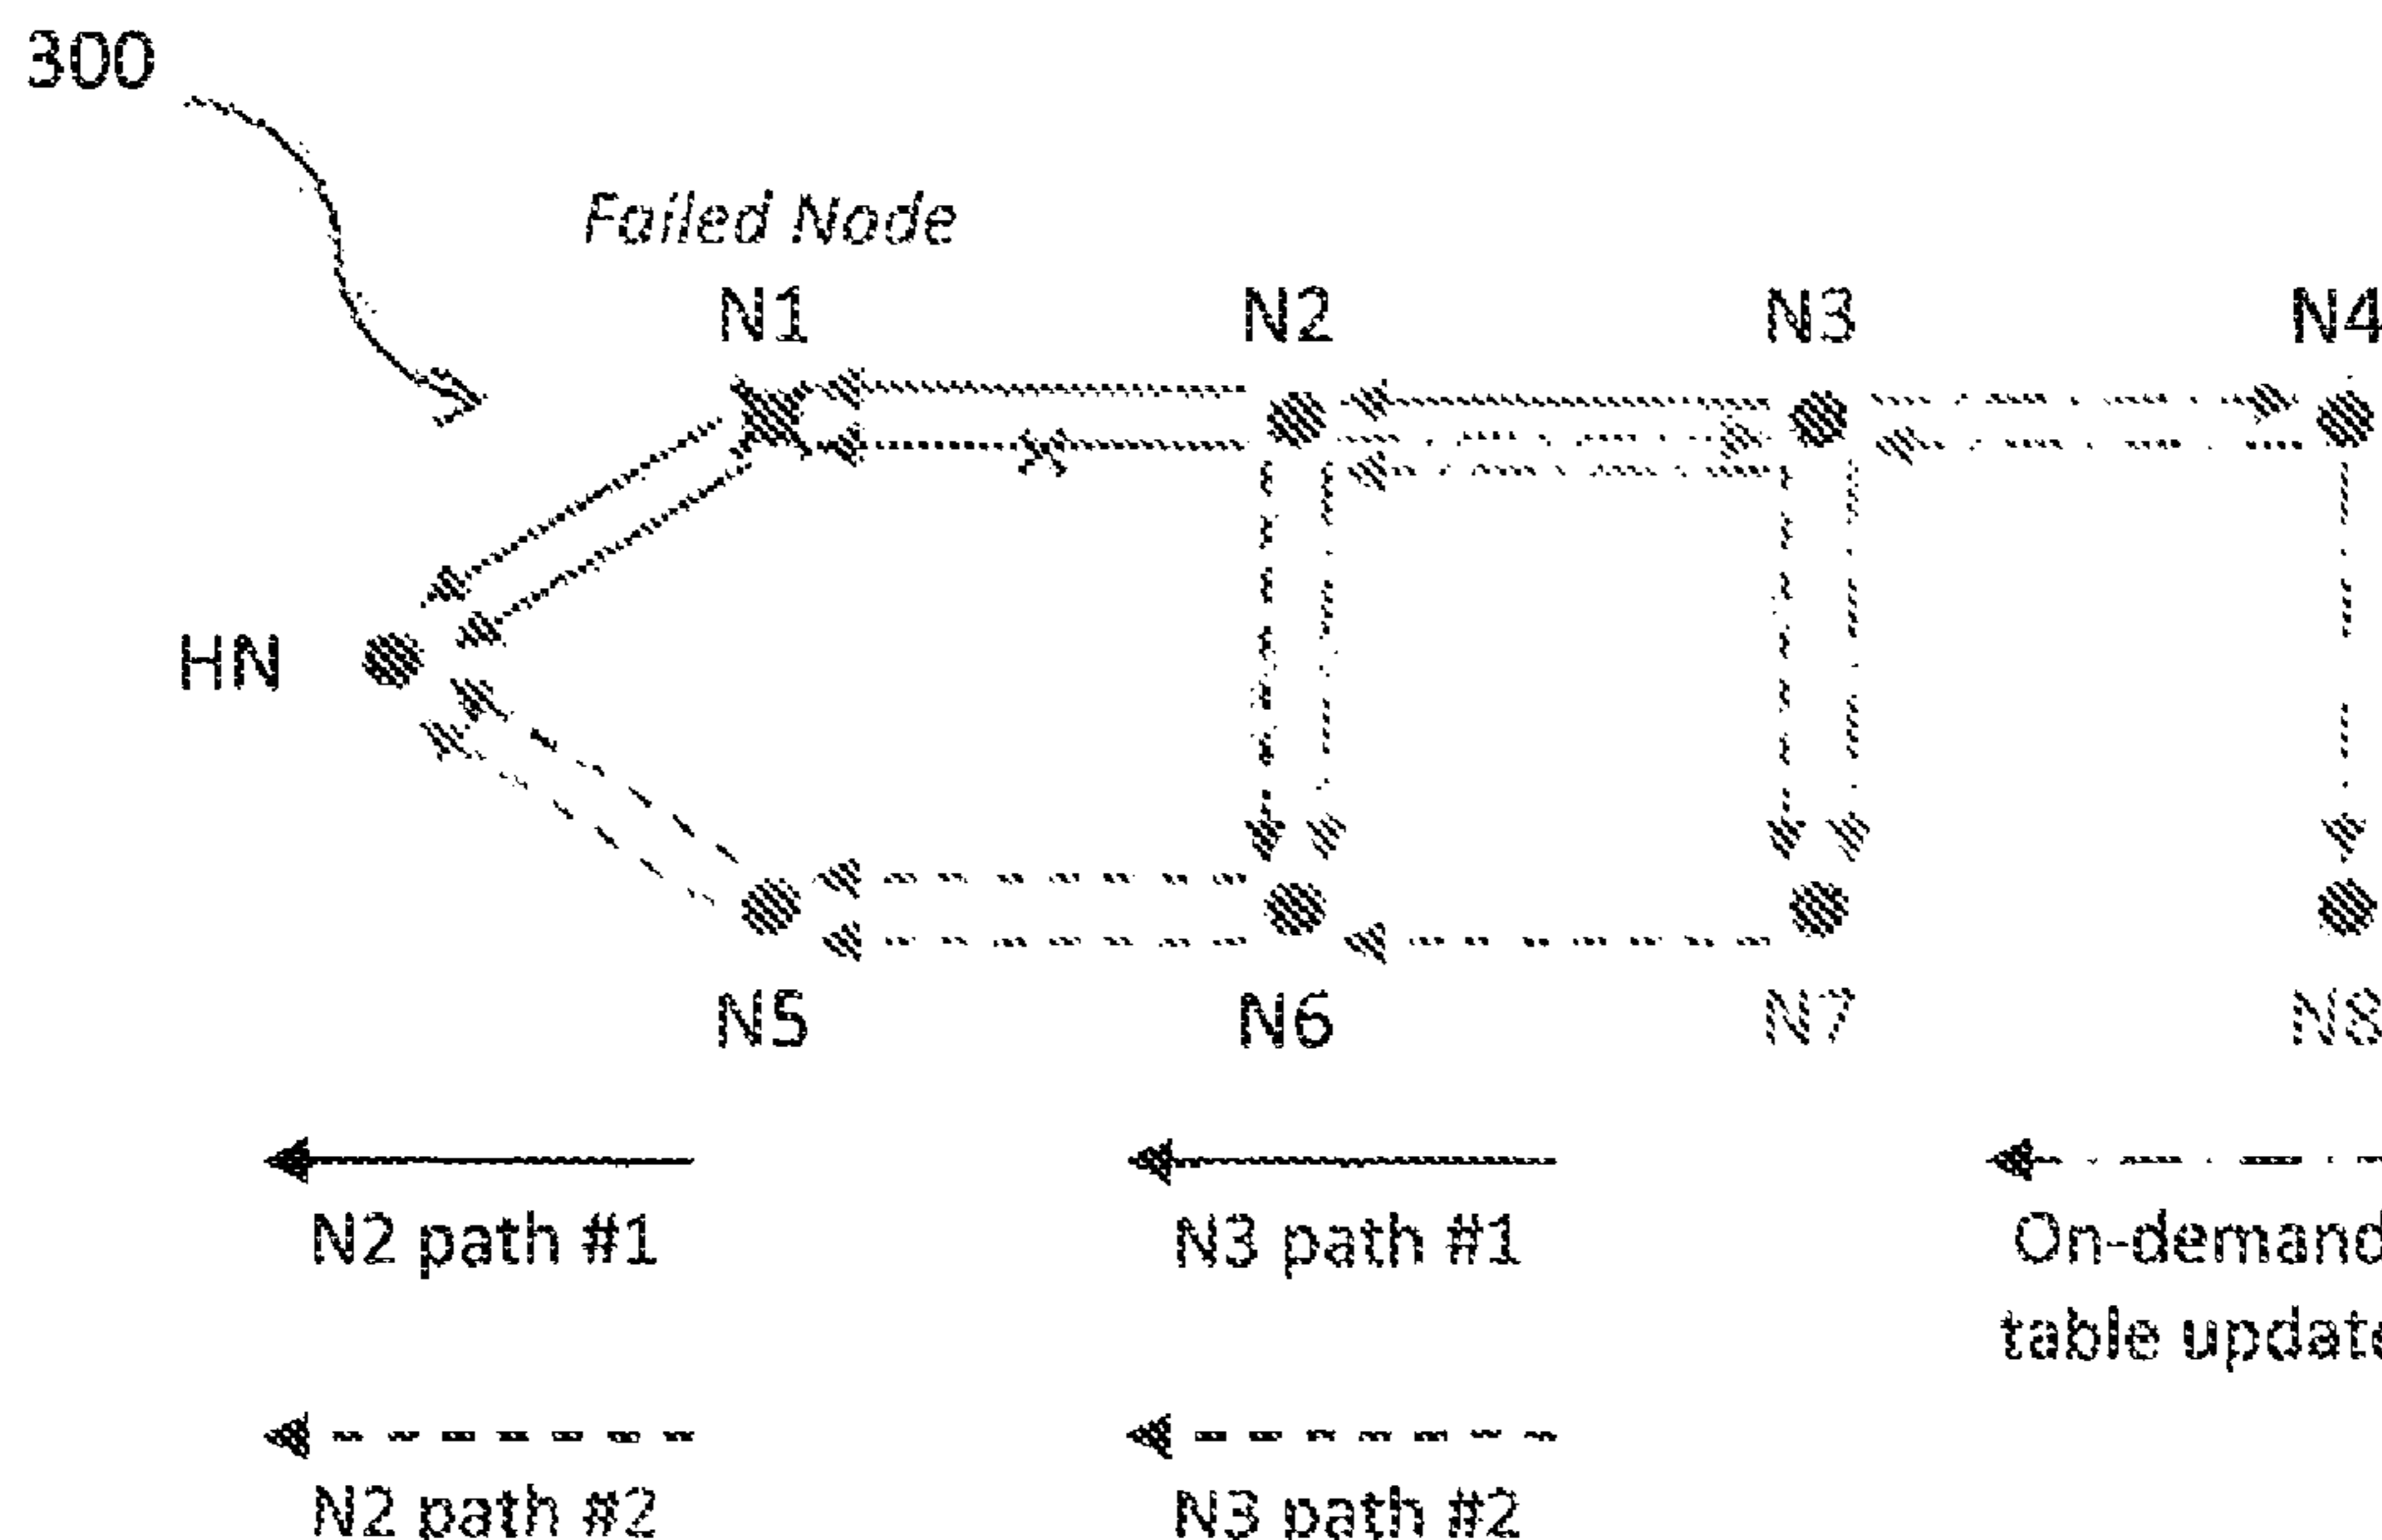 300
Failed Node
N1 N2 N3 N4
HN
N5 N6 N7 N8
N2 path #1 N3 path #1 On-demand
table update
N2 path #2 N3 path #2